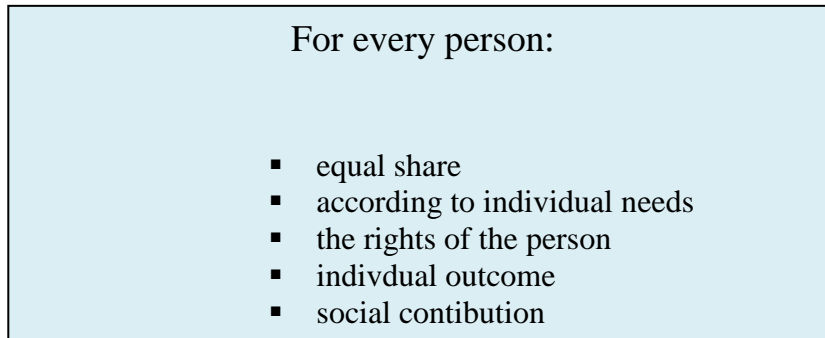 For every person:
▪ equal share
▪ according to individual needs
▪ the rights of the person
▪ indivdual outcome
▪ social contibution